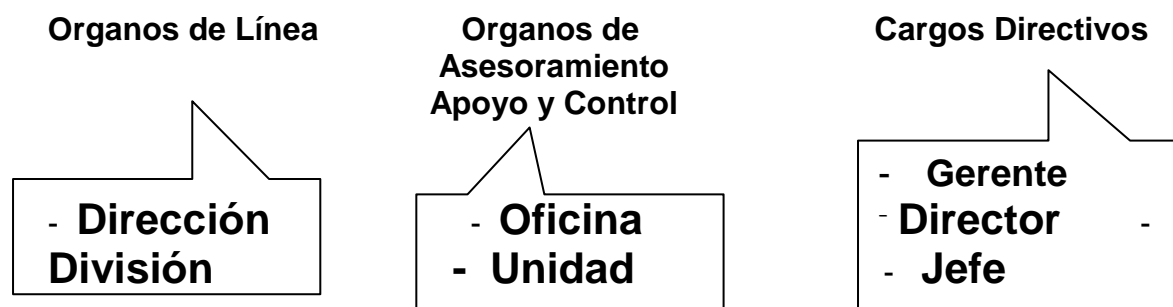 Organos de Línea
- Dirección
División
Organos de
Asesoramiento
Apoyo y Control
- Oficina
- Unidad
Cargos Directivos
- Gerente
- Director -
- Jefe